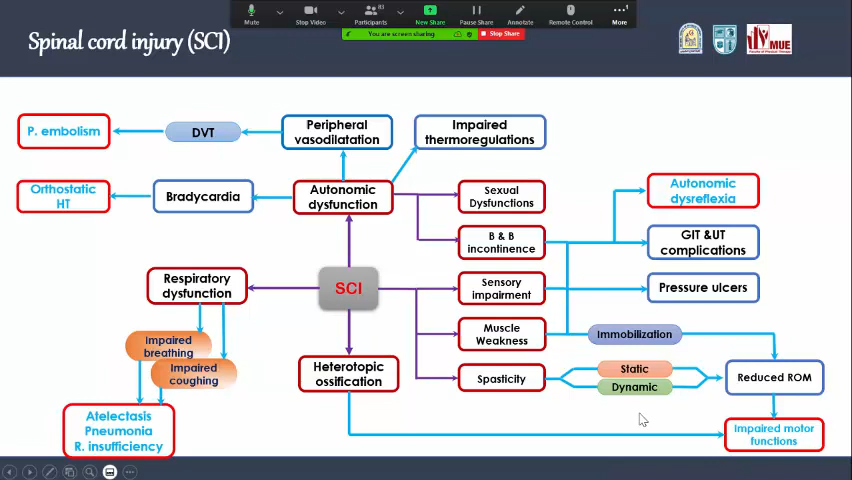 Mute
Stop Video
Participants
83
New Share
Pause Share
Annotate
Remote Control
More
You are screen sharing
Stop Share
Spinal cord injury (SCI)
MUE
P. embolism
DVT
Peripheral
vasodilatation
Impaired
thermoregulations
Orthostatic
HT
Bradycardia
Autonomic
dysfunction
Sexual
Dysfunctions
Autonomic
dysreflexia
B & B
incontinence
GIT &UT
complications
Respiratory
dysfunction
SCI
Sensory
impairment
Pressure ulcers
Impaired
breathing
Muscle
Weakness
Immobilization
Impaired
coughing
Heterotopic
ossification
Spasticity
Static
Dynamic
Reduced ROM
Atelectasis
Pneumonia
R. insufficiency
Impaired motor
functions